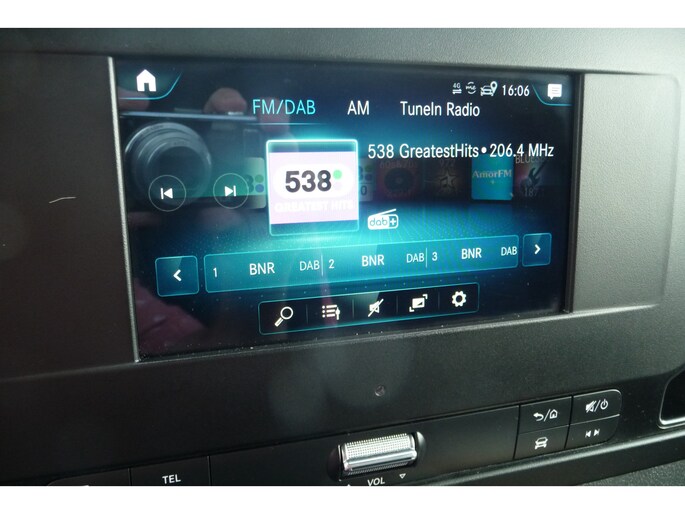 4G 16:06
FM/DAB AM TuneIn Radio
538 GreatestHits • 206.4 MHz
538
GREATEST HITS
AmorFM
dab+
1 BNR DAB 2 BNR DAB 3 BNR DAB
TEL
VOL